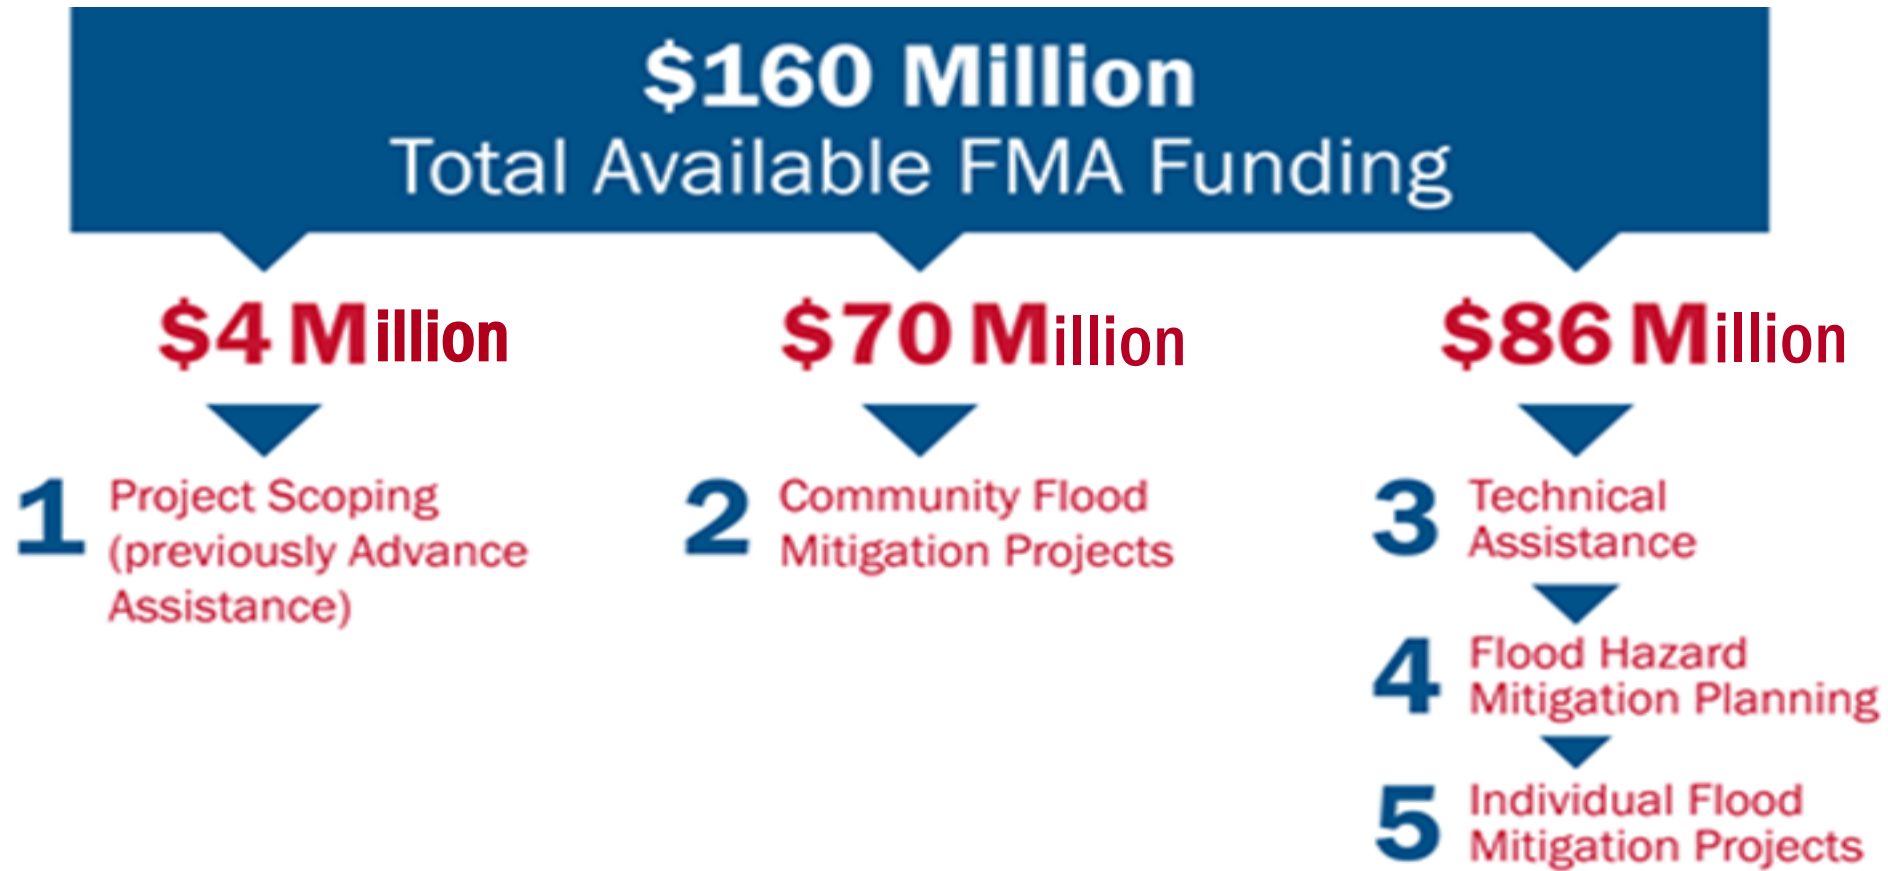 $160 Million
Total Available FMA Funding
$4 Million
$70 Million
$86 Million
1
Project Scoping
(previously Advance
Assistance)
2
Community Flood
Mitigation Projects
3
Technical
Assistance
4
Flood Hazard
Mitigation Planning
5
Individual Flood
Mitigation Projects